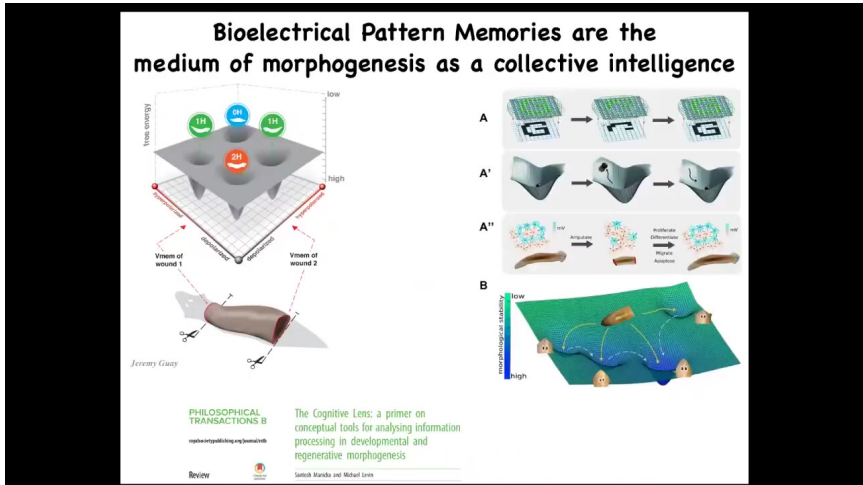 Bioelectrical Pattern Memories are the
medium of morphogenesis as a collective intelligence
low
free energy
1H
0H
1H
2H
high
hyperpolarized
depolarized
depolarized
hyperpolarized
Vmem of
wound 1
Vmem of
wound 2
Jeremy Guay
A
G
G
A'
A"
mV
Amputate
Proliferate
Differentiate
Migrate
Apoptose
mV
B
low
morphological stability
high
PHILOSOPHICAL
TRANSACTIONS B
royalsocietypublishing.org/journal/rstb
Review
The Cognitive Lens: a primer on
conceptual tools for analysing information
processing in developmental and
regenerative morphogenesis
Santosh Manicka and Michael Levin